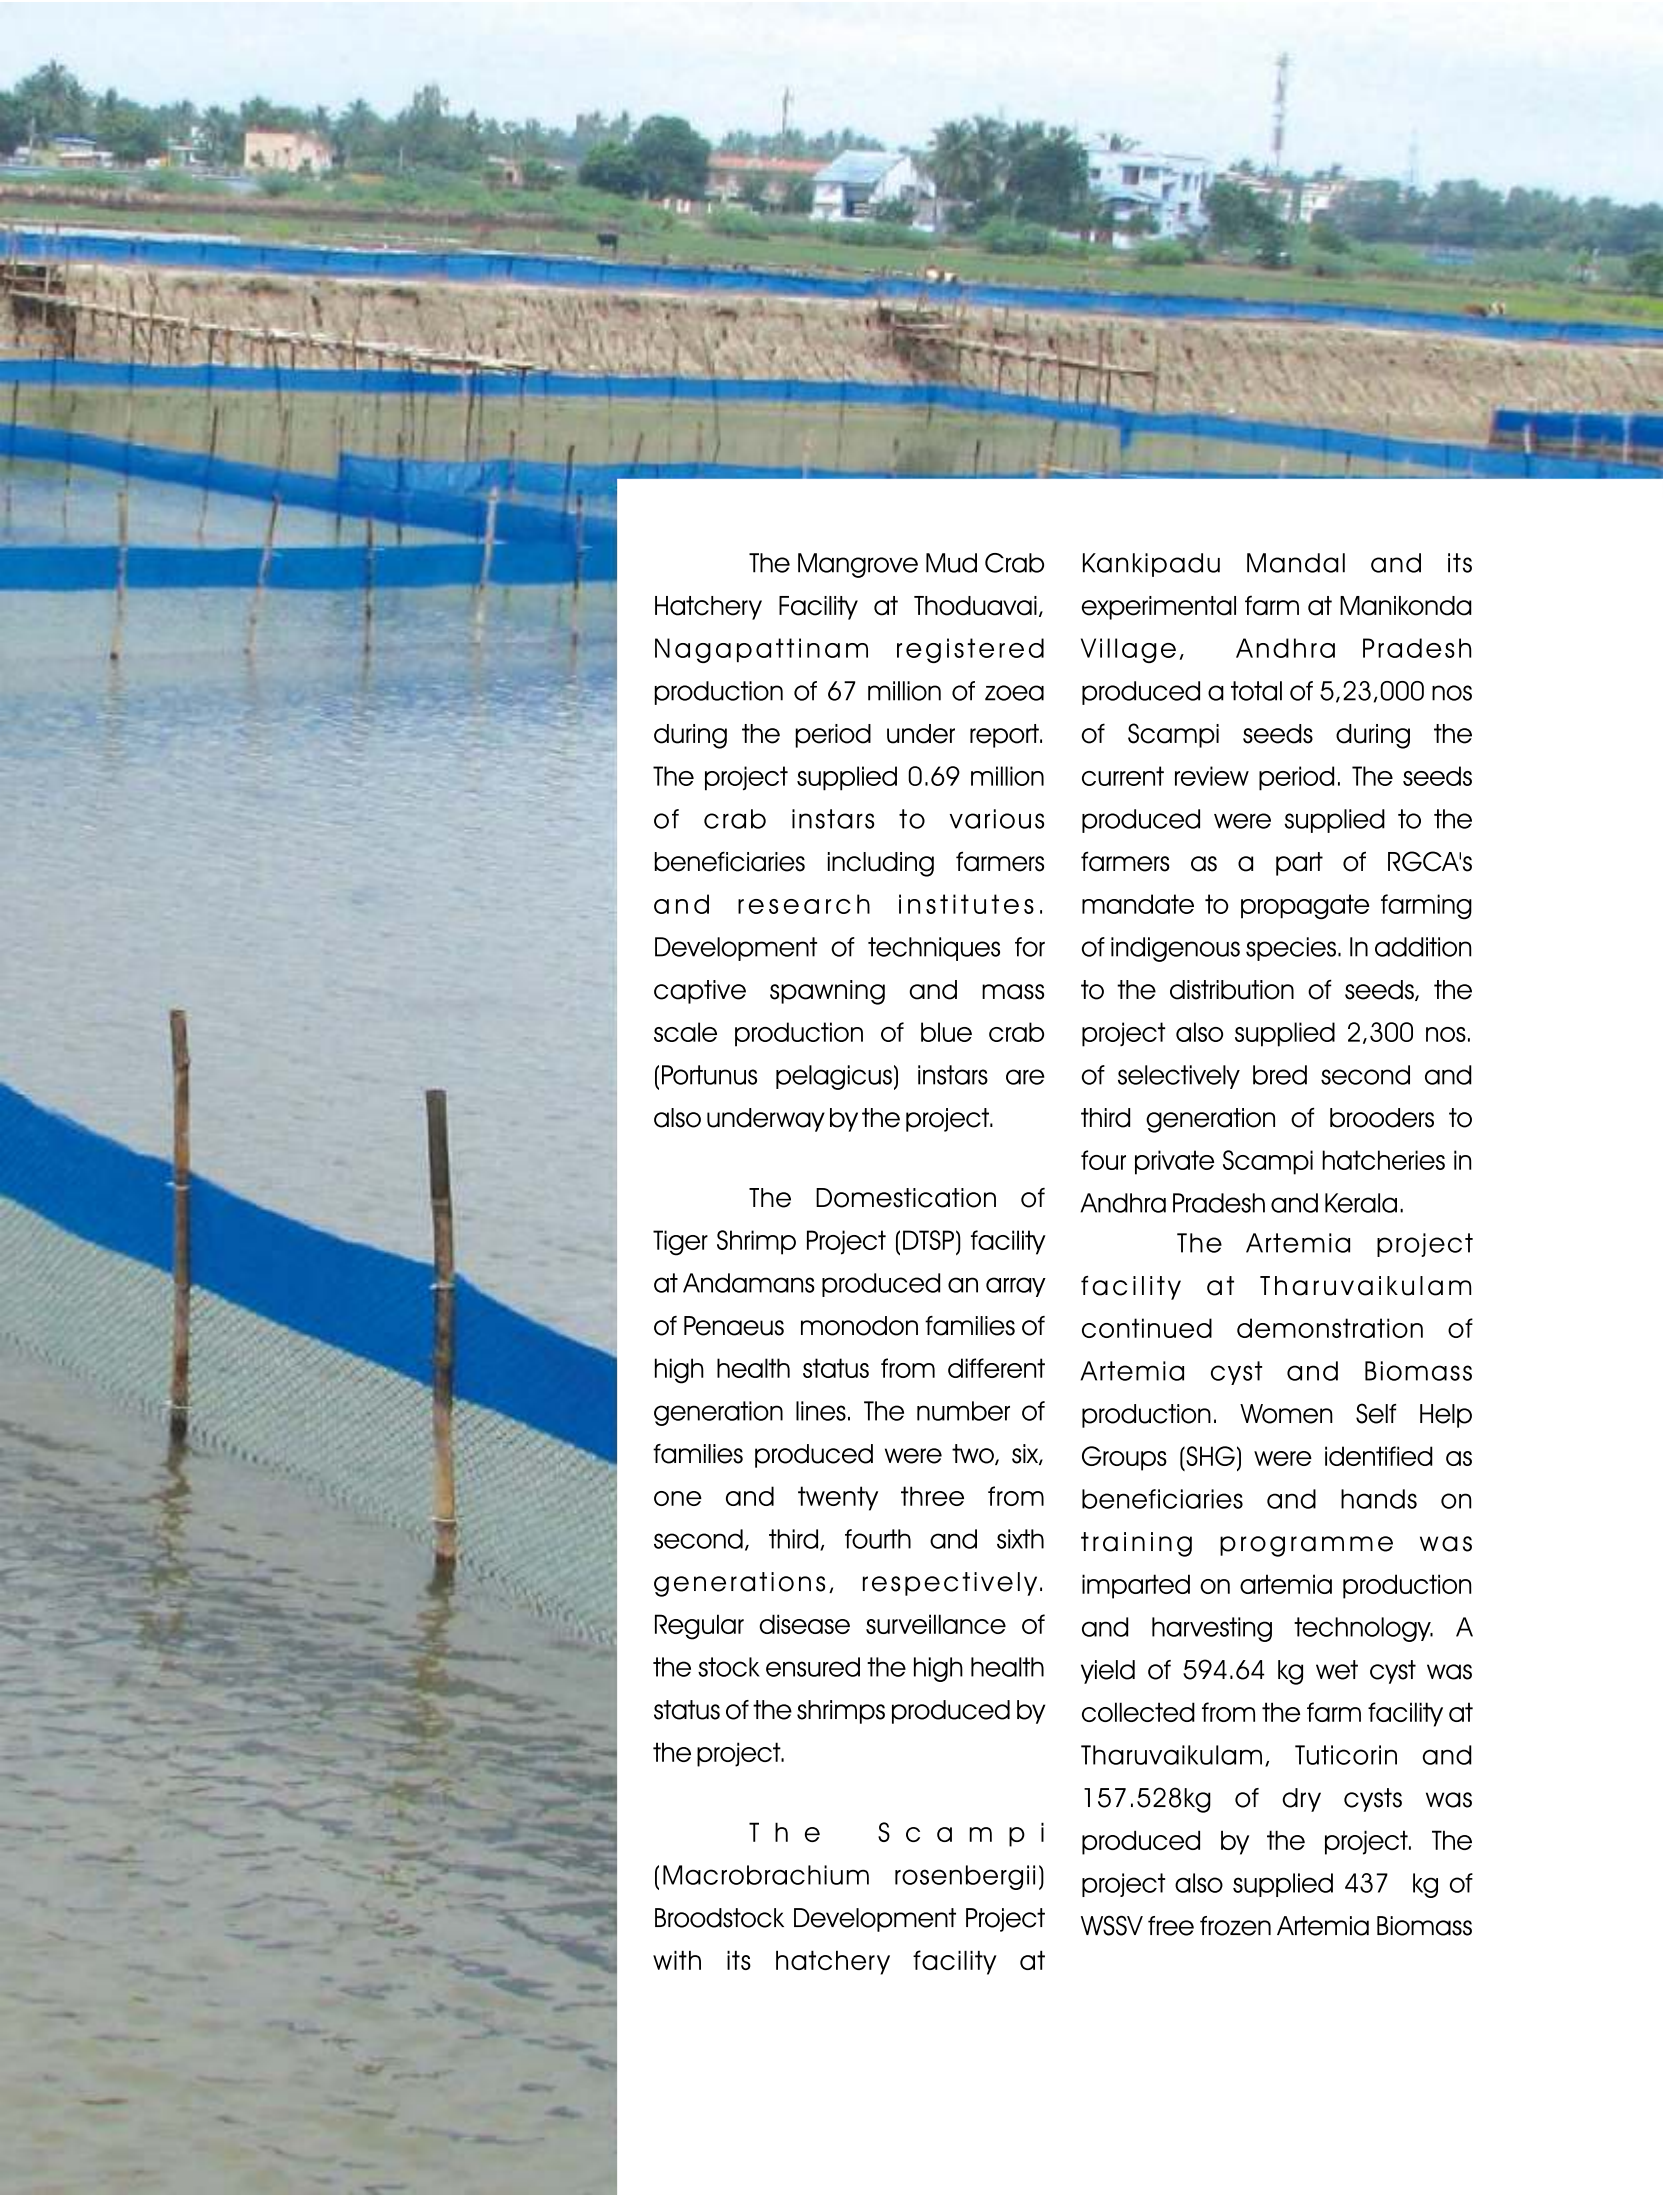 The Mangrove Mud Crab
Hatchery Facility at Thoduavai,
Nagapattinam registered
production of 67 million of zoea
during the period under report.
The project supplied 0.69 million
of crab instars to various
beneficiaries including farmers
and research institutes.
Development of techniques for
captive spawning and mass
scale production of blue crab
(Portunus pelagicus) instars are
also underway by the project.
The Domestication of
Tiger Shrimp Project (DTSP) facility
at Andamans produced an array
of Penaeus monodon families of
high health status from different
generation lines. The number of
families produced were two, six,
one and twenty three from
second, third, fourth and sixth
generations, respectively.
Regular disease surveillance of
the stock ensured the high health
status of the shrimps produced by
the project.
The Scampi
(Macrobrachium rosenbergii)
Broodstock Development Project
with its hatchery facility at
Kankipadu Mandal and its
experimental farm at Manikonda
Village, Andhra Pradesh
produced a total of 5,23,000 nos
of Scampi seeds during the
current review period. The seeds
produced were supplied to the
farmers as a part of RGCA's
mandate to propagate farming
of indigenous species. In addition
to the distribution of seeds, the
project also supplied 2,300 nos.
of selectively bred second and
third generation of brooders to
four private Scampi hatcheries in
Andhra Pradesh and Kerala.
The Artemia project
facility at Tharuvaikulam
continued demonstration of
Artemia cyst and Biomass
production. Women Self Help
Groups (SHG) were identified as
beneficiaries and hands on
training programme was
imparted on artemia production
and harvesting technology. A
yield of 594.64 kg wet cyst was
collected from the farm facility at
Tharuvaikulam, Tuticorin and
157.528kg of dry cysts was
produced by the project. The
project also supplied 437 kg of
WSSV free frozen Artemia Biomass